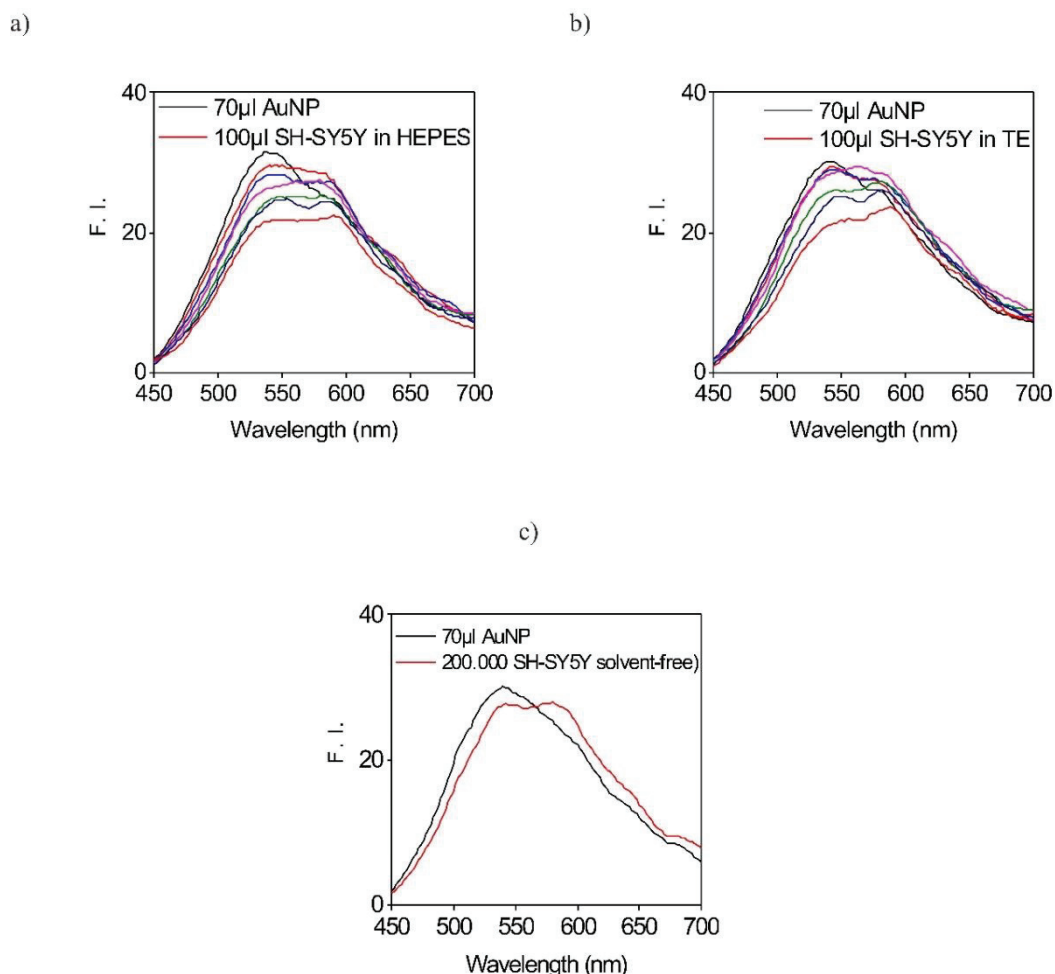 a)
b)
40
70µl AuNP
100µl SH-SY5Y in HEPES
20
0
F. I.
450 500 550 600 650 700
Wavelength (nm)
40
70µl AuNP
100µl SH-SY5Y in TE
20
0
F. I.
450 500 550 600 650 700
Wavelength (nm)
c)
40
70µl AuNP
200.000 SH-SY5Y solvent-free)
20
0
F. I.
450 500 550 600 650 700
Wavelength (nm)